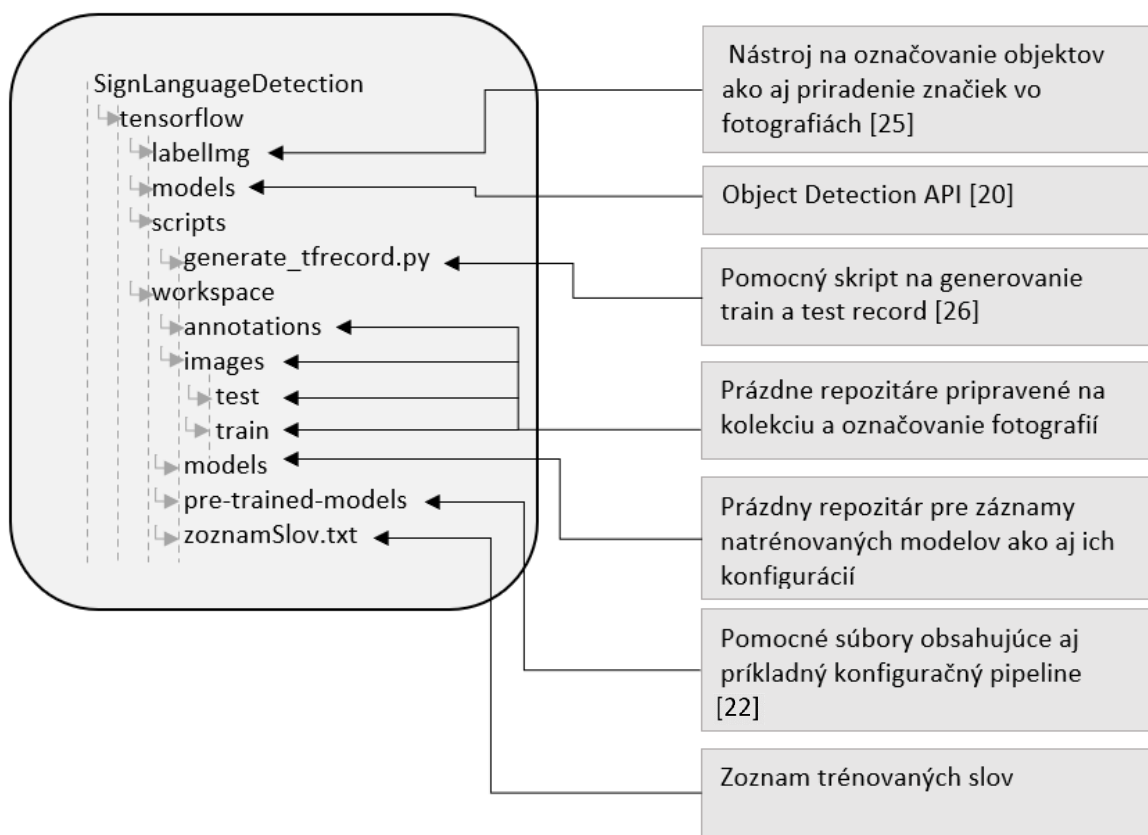 SignLanguageDetection
tensorflow
labelImg
models
scripts
generate_tfrecord.py
workspace
annotations
images
test
train
models
pre-trained-models
zoznamSlov.txt
Nástroj na označovanie objektov
ako aj priradenie značiek vo
fotografiách [25]
Object Detection API [20]
Pomocný skript na generovanie
train a test record [26]
Prázdne repozitáre pripravené na
kolekciu a označovanie fotografií
Prázdny repozitár pre záznamy
natrénovaných modelov ako aj ich
konfigurácií
Pomocné súbory obsahujúce aj
príkladný konfiguračný pipeline
[22]
Zoznam trénovaných slov